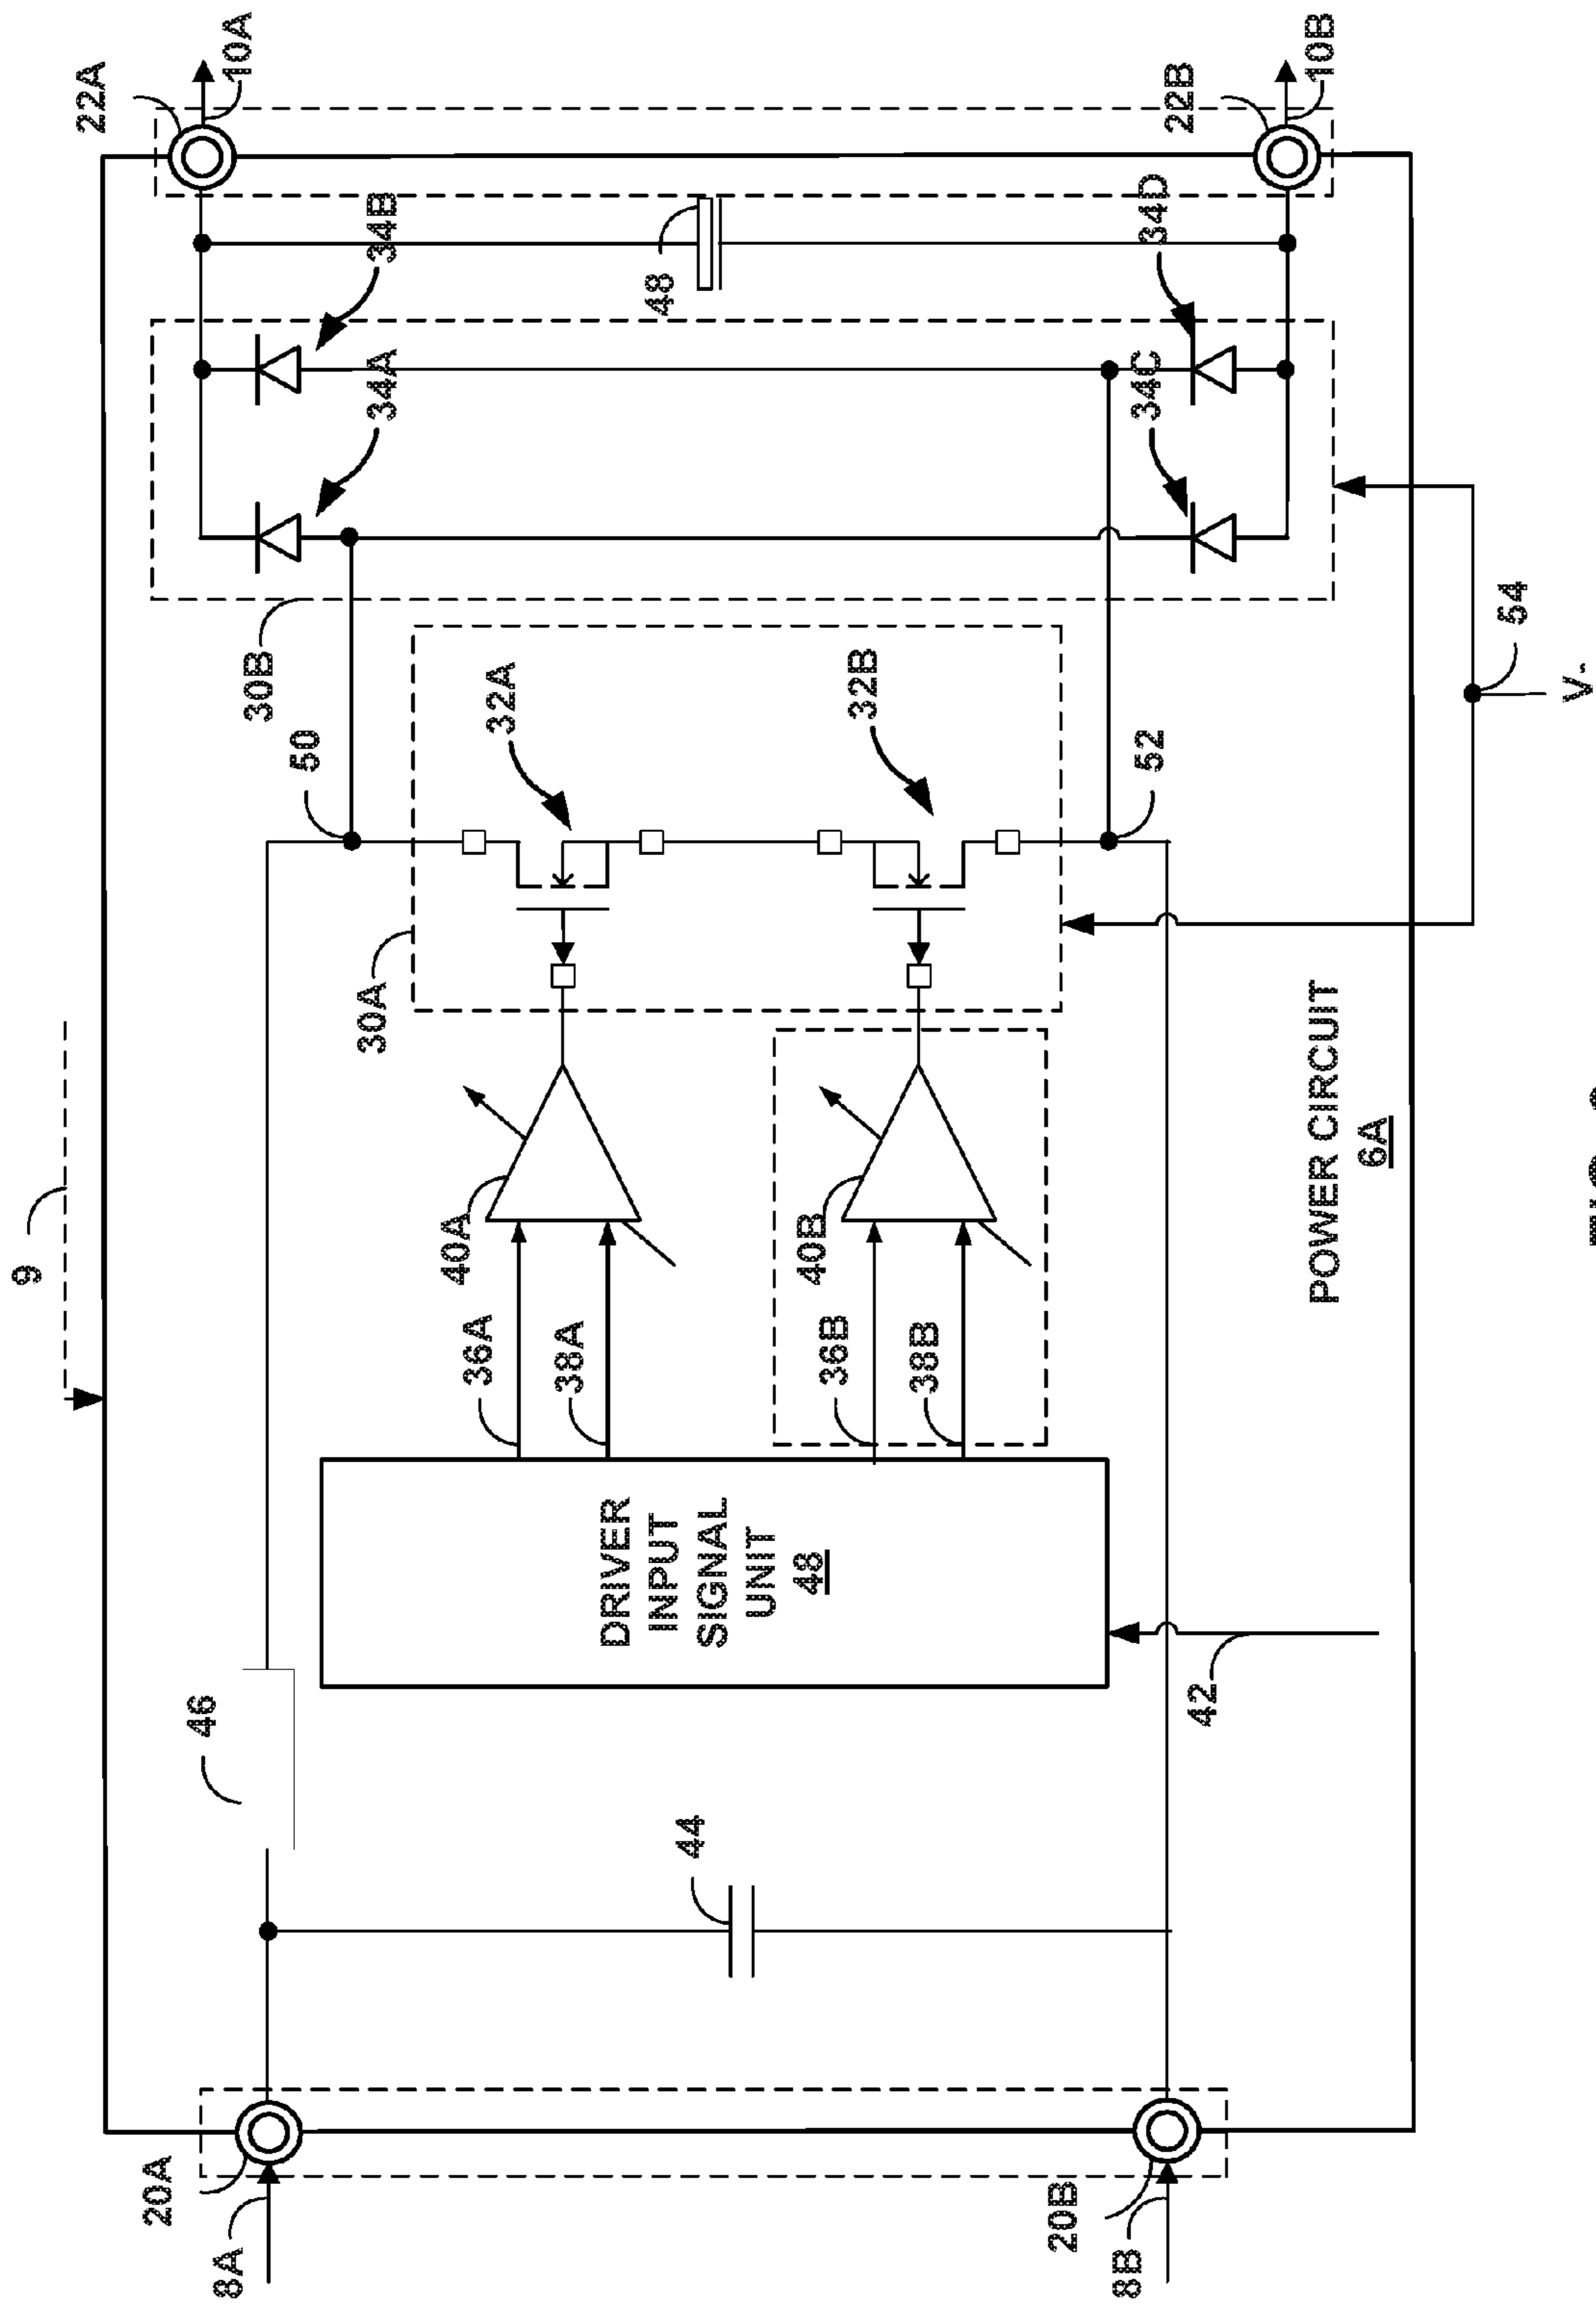 9
22A
20A
46
8A
10A
30B
50
30A
34A
34B
40A
36A
32A
38A
DRIVER
INPUT
SIGNAL
UNIT
48
48
44
40B
36B
32B
38B
20B
8B
34C
34D
52
22B
42
10B
POWER CIRCUIT
6A
54
V-